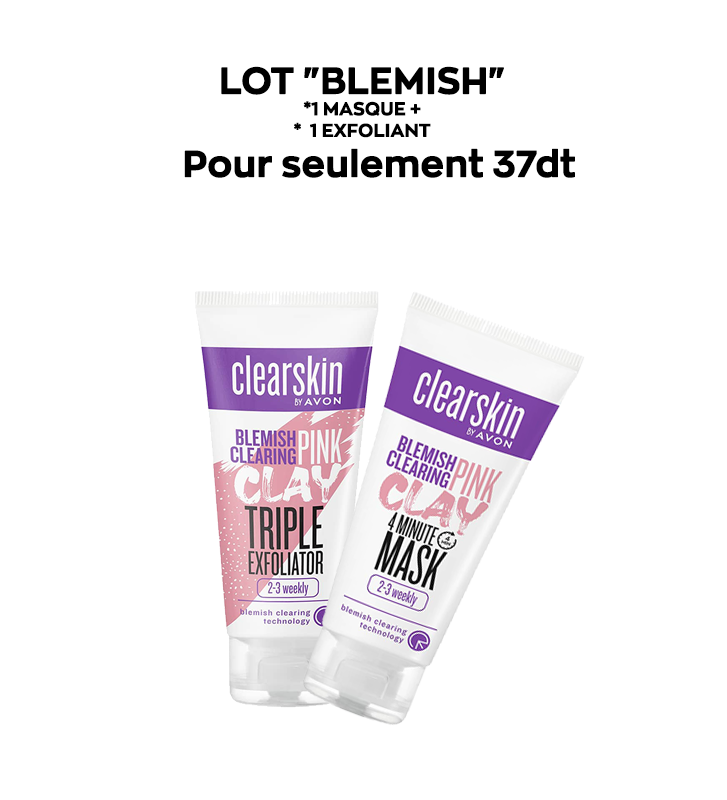 LOT "BLEMISH"
*1 MASQUE +
* 1 EXFOLIANT
Pour seulement 37dt
clearskin
BY AVON
BLEMISH
CLEARING
PINK
CLAY
TRIPLE
EXFOLIATOR
2-3 weekly
blemish clearing
technology
clearskin
BY AVON
BLEMISH
CLEARING
PINK
CLAY
4 MINUTE
MASK
2-3 weekly
blemish clearing
technology